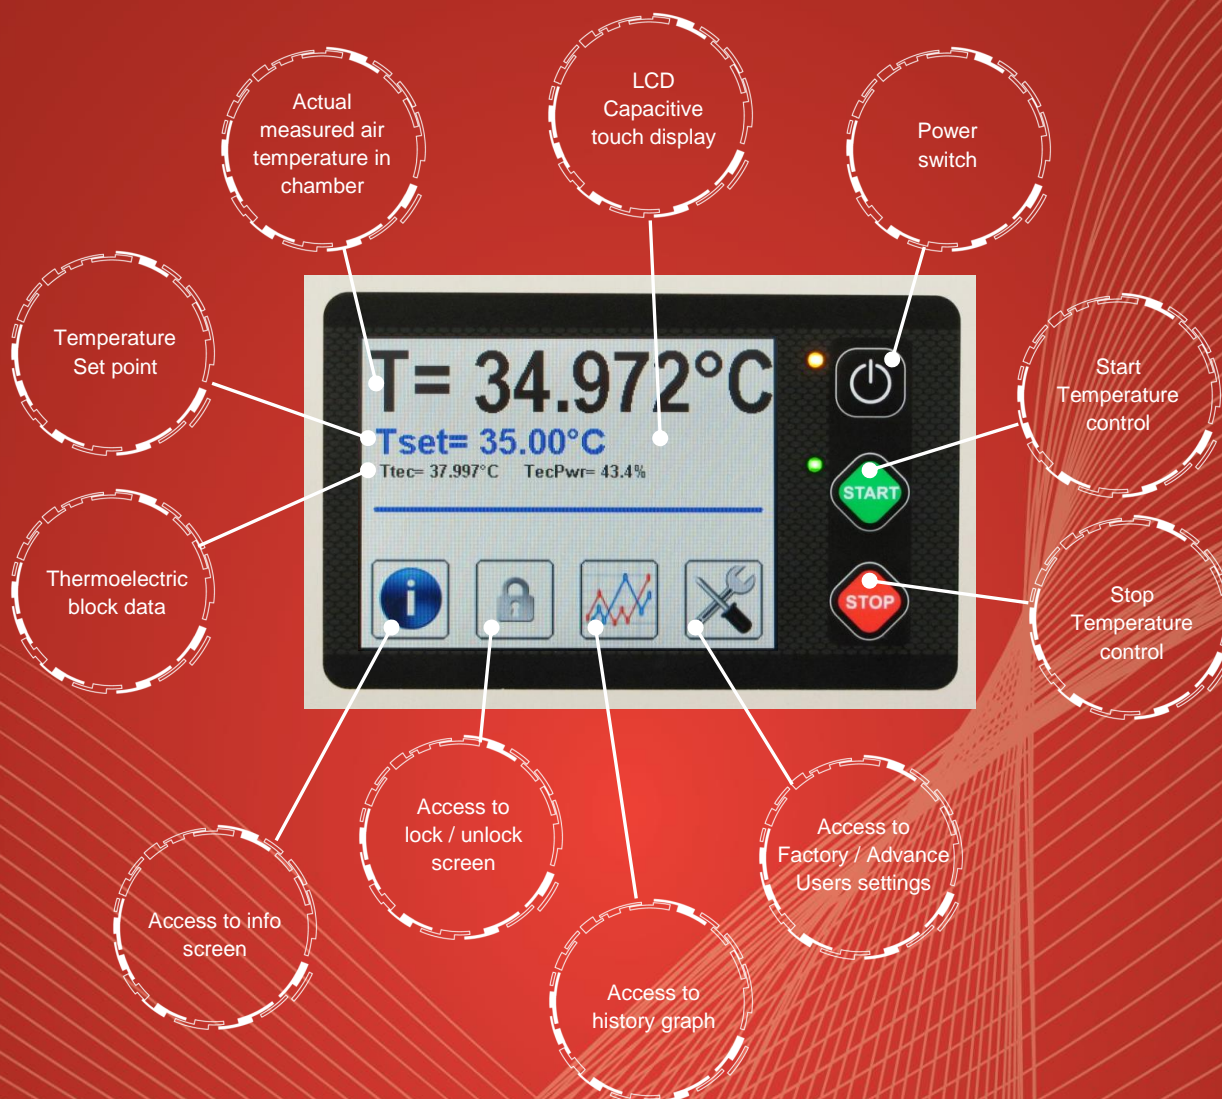 Actual
measured air
temperature in
chamber
LCD
Capacitive
touch display
Power
switch
Temperature
Set point
Start
Temperature
control
T= 34.972°C
Tset= 35.00°C
Ttec= 37.997°C TecPwr= 43.4%
START
STOP
i
Thermoelectric
block data
Stop
Temperature
control
Access to
lock / unlock
screen
Access to
Factory / Advance
Users settings
Access to info
screen
Access to
history graph